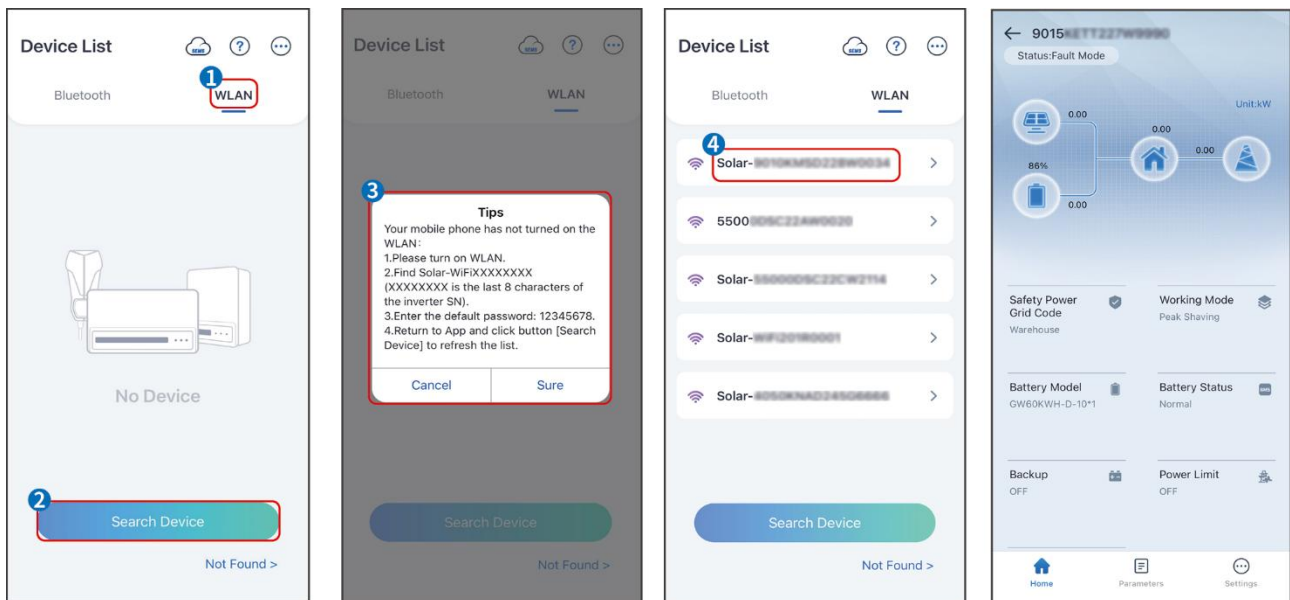 Device List
SEMS
?
1
Bluetooth
WLAN
No Device
2
Search Device
Not Found >
Device List
SEMS
?
Bluetooth
WLAN
3
Tips
Your mobile phone has not turned on the
WLAN:
1.Please turn on WLAN.
2.Find Solar-WiFiXXXXXXXX
(XXXXXXXX is the last 8 characters of
the inverter SN).
3.Enter the default password: 12345678.
4.Return to App and click button [Search
Device] to refresh the list.
Cancel
Sure
Search Device
Not Found >
Device List
SEMS
?
Bluetooth
WLAN
4
Solar-
5500
Solar-
Solar-
Solar-
Search Device
Not Found >
9015
Status:Fault Mode
Unit:kW
0.00
0.00
0.00
86%
0.00
Safety Power
Grid Code
Warehouse
Working Mode
Peak Shaving
Battery Model
GW60KWH-D-10*1
Battery Status
Normal
Backup
OFF
Power Limit
OFF
Home
Parameters
Settings